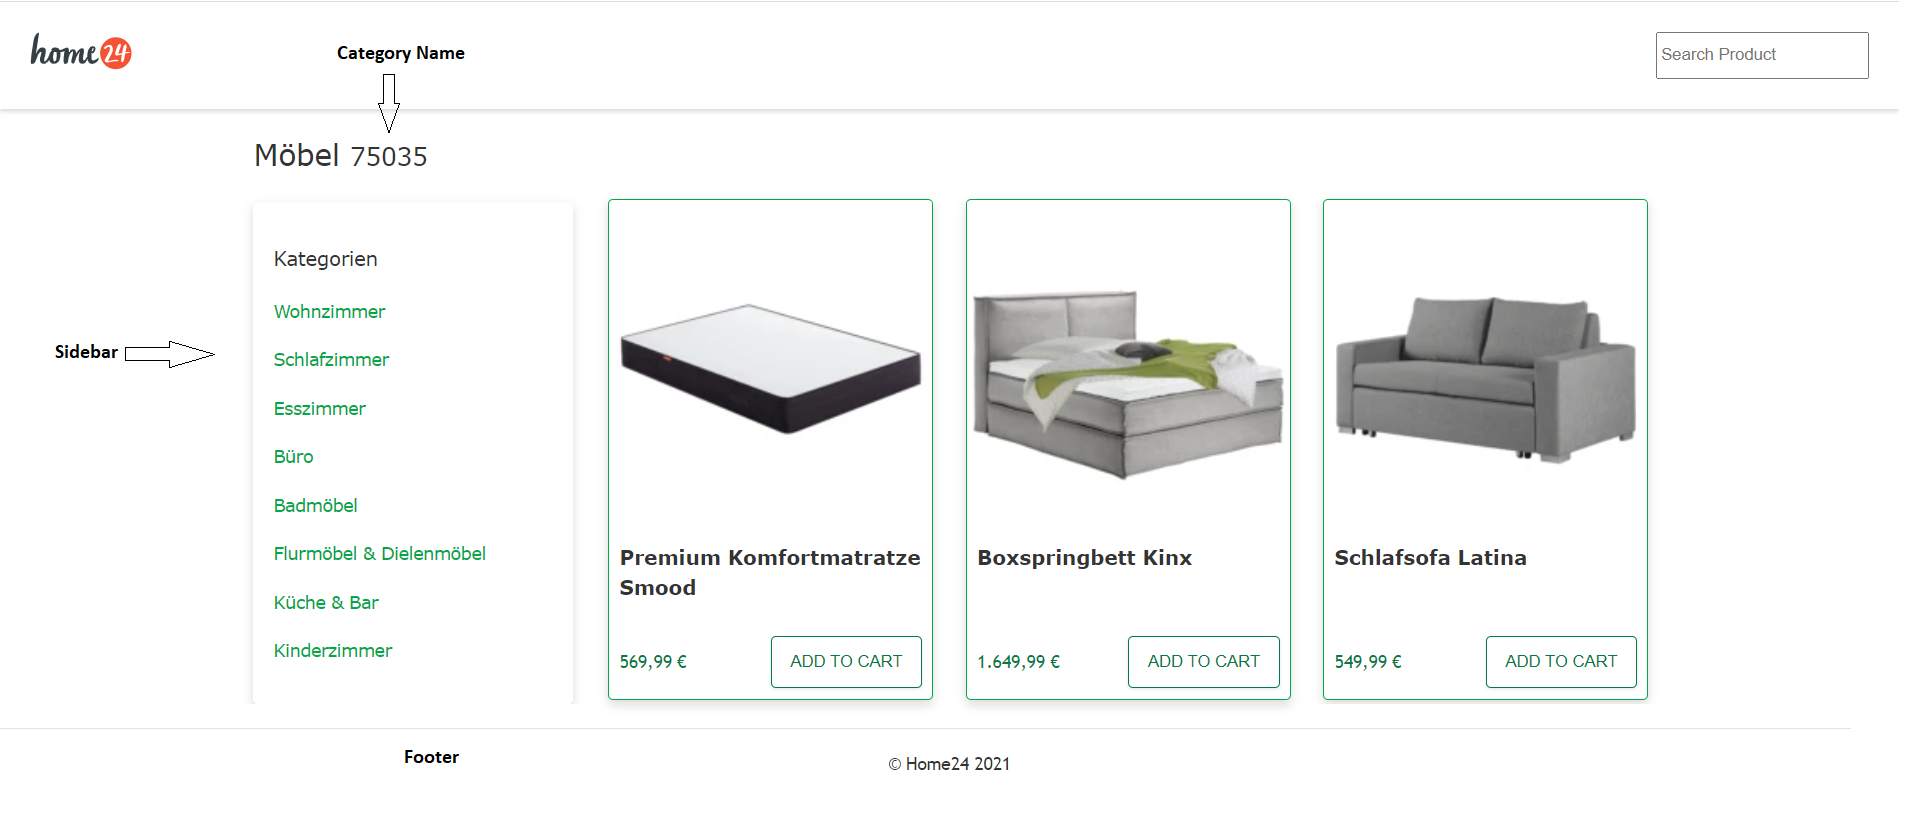 home24
Category Name
Search Product
Möbel 75035
Sidebar
Kategorien
Wohnzimmer
Schlafzimmer
Esszimmer
Büro
Badmöbel
Flurmöbel & Dielenmöbel
Küche & Bar
Kinderzimmer
Premium Komfortmatratze
Smood
569,99 €
ADD TO CART
Boxspringbett Kinx
1.649,99 €
ADD TO CART
Schlafsofa Latina
549,99 €
ADD TO CART
Footer
© Home24 2021